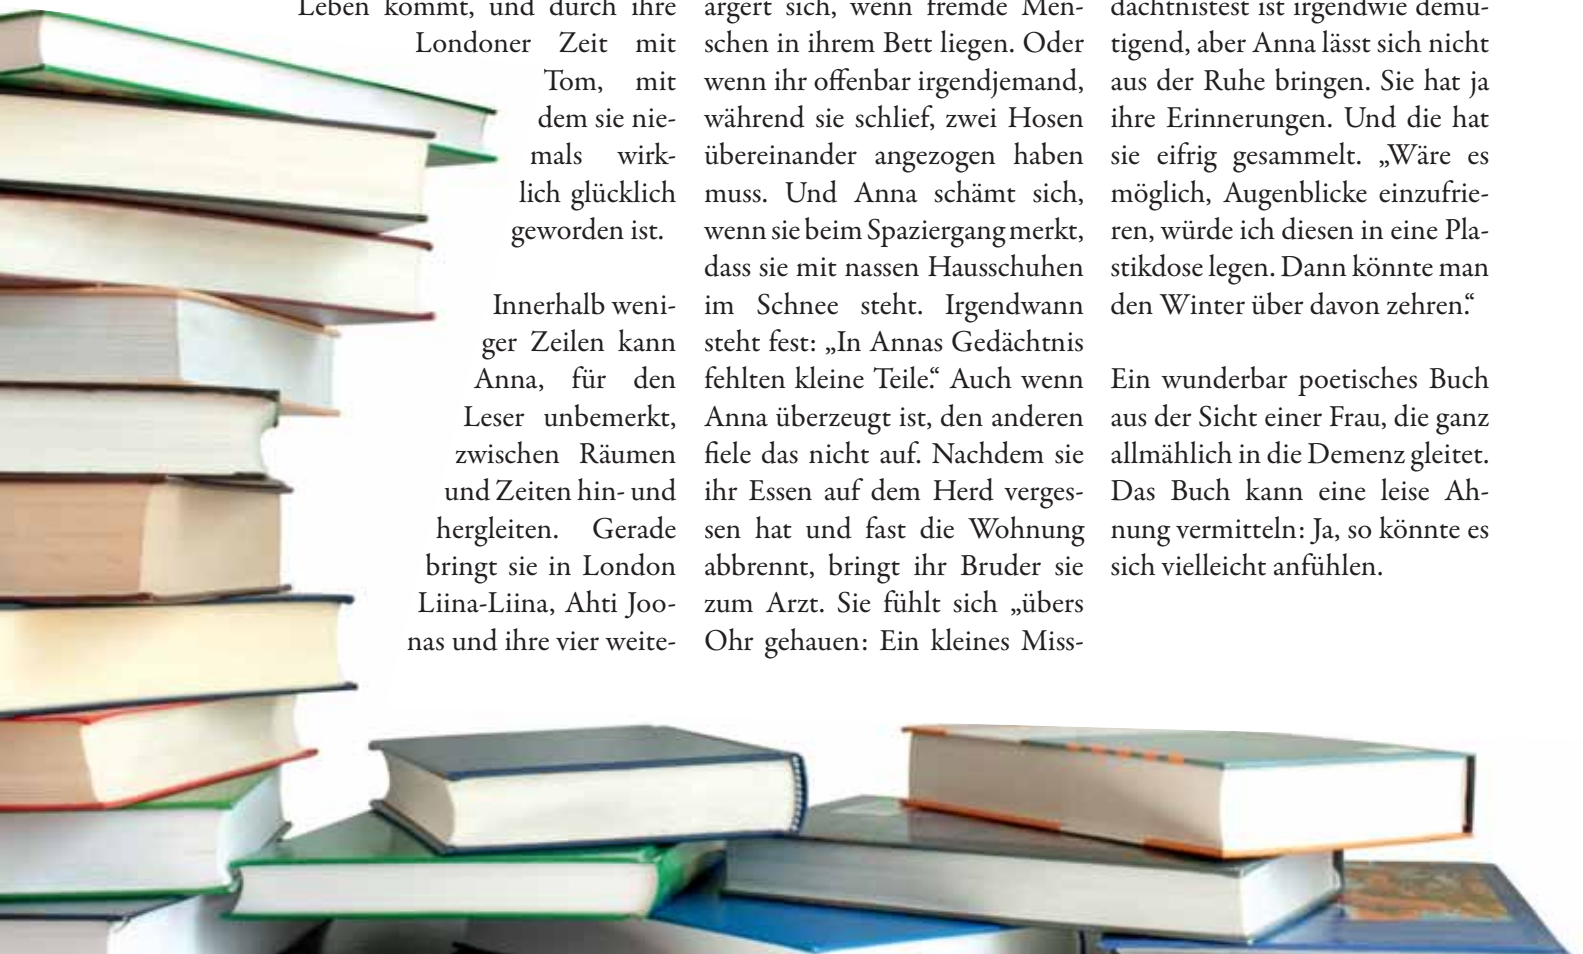 Leben kommt, und durch ihre
Londoner Zeit mit
Tom, mit
dem sie nie-
mals wirk-
lich glücklich
geworden ist.
Innerhalb weni-
ger Zeilen kann
Anna, für den
Leser unbemerkt,
zwischen Räumen
und Zeiten hin- und
hergleiten. Gerade
bringt sie in London
Liina-Liina, Ahti Joo-
nas und ihre vier weite-
ärgert sich, wenn fremde Men-
schen in ihrem Bett liegen. Oder
wenn ihr offenbar irgendjemand,
während sie schlief, zwei Hosen
übereinander angezogen haben
muss. Und Anna schämt sich,
wenn sie beim Spaziergang merkt,
dass sie mit nassen Hausschuhen
im Schnee steht. Irgendwann
steht fest: „In Annas Gedächtnis
fehlten kleine Teile.“ Auch wenn
Anna überzeugt ist, den anderen
fiele das nicht auf. Nachdem sie
ihr Essen auf dem Herd verges-
sen hat und fast die Wohnung
abbrennt, bringt ihr Bruder sie
zum Arzt. Sie fühlt sich „übers
Ohr gehauen: Ein kleines Miss-
dächtnistest ist irgendwie demü-
tigend, aber Anna lässt sich nicht
aus der Ruhe bringen. Sie hat ja
ihre Erinnerungen. Und die hat
sie eifrig gesammelt. „Wäre es
möglich, Augenblicke einzufrie-
ren, würde ich diesen in eine Pla-
stikdose legen. Dann könnte man
den Winter über davon zehren.“
Ein wunderbar poetisches Buch
aus der Sicht einer Frau, die ganz
allmählich in die Demenz gleitet.
Das Buch kann eine leise Ah-
nung vermitteln: Ja, so könnte es
sich vielleicht anfühlen.